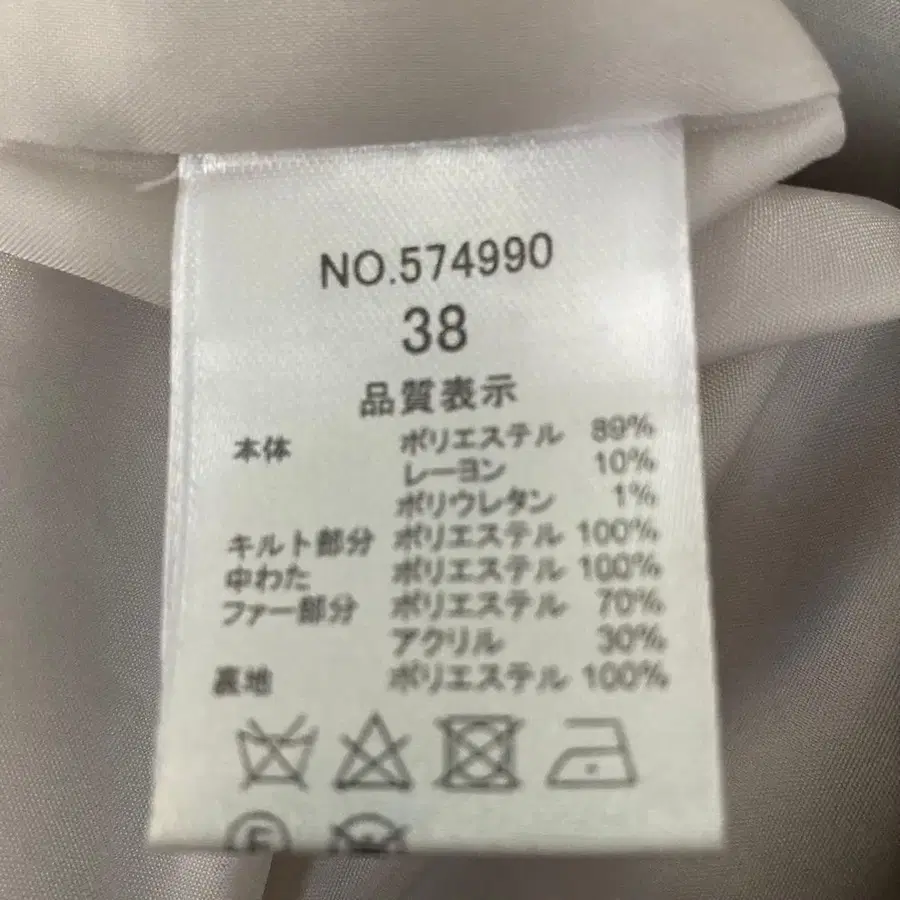 NO.574990
38
品質表示
本体 ポリエステル 89%
レーヨン 10%
ポリウレタン 1%
キルト部分 ポリエステル 100%
中わた ポリエステル 100%
ファー部分 ポリエステル 70%
アクリル 30%
裏地 ポリエステル 100%
F